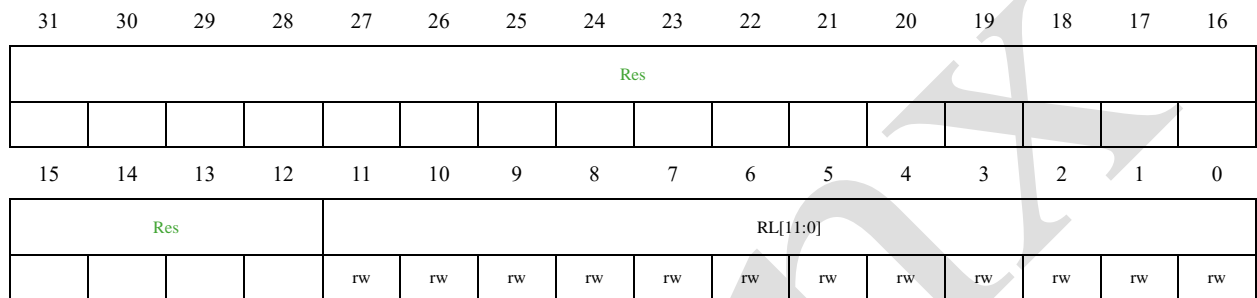 31 30 29 28 27 26 25 24 23 22 21 20 19 18 17 16
Res
15 14 13 12 11 10 9 8 7 6 5 4 3 2 1 0
Res RL[11:0]
rw rw rw rw rw rw rw rw rw rw rw rw